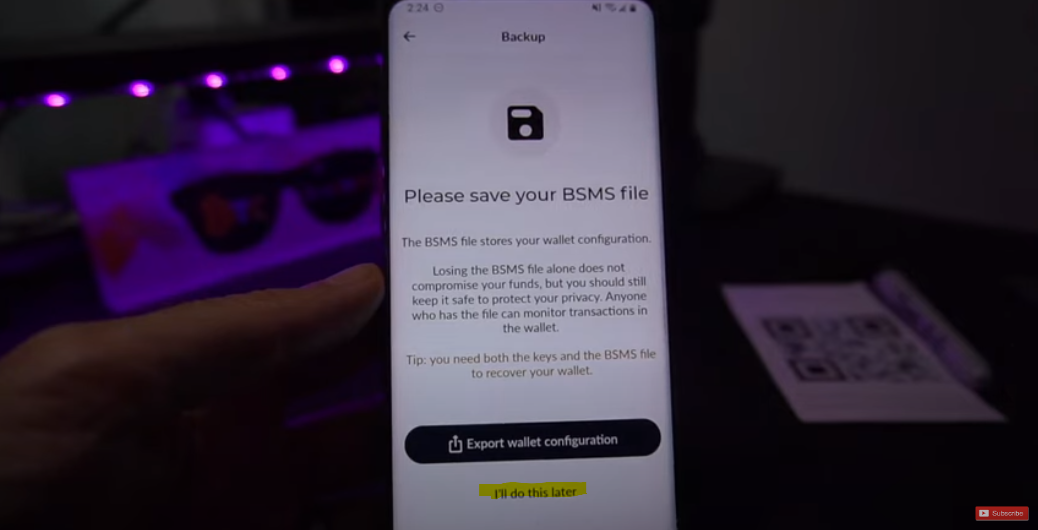 2:24
Backup
Please save your BSMS file
The BSMS file stores your wallet configuration.
Losing the BSMS file alone does not
compromise your funds, but you should still
keep it safe to protect your privacy. Anyone
who has the file can monitor transactions in
the wallet.
Tip: you need both the keys and the BSMS file
to recover your wallet.
Export wallet configuration
I'll do this later
Subscribe